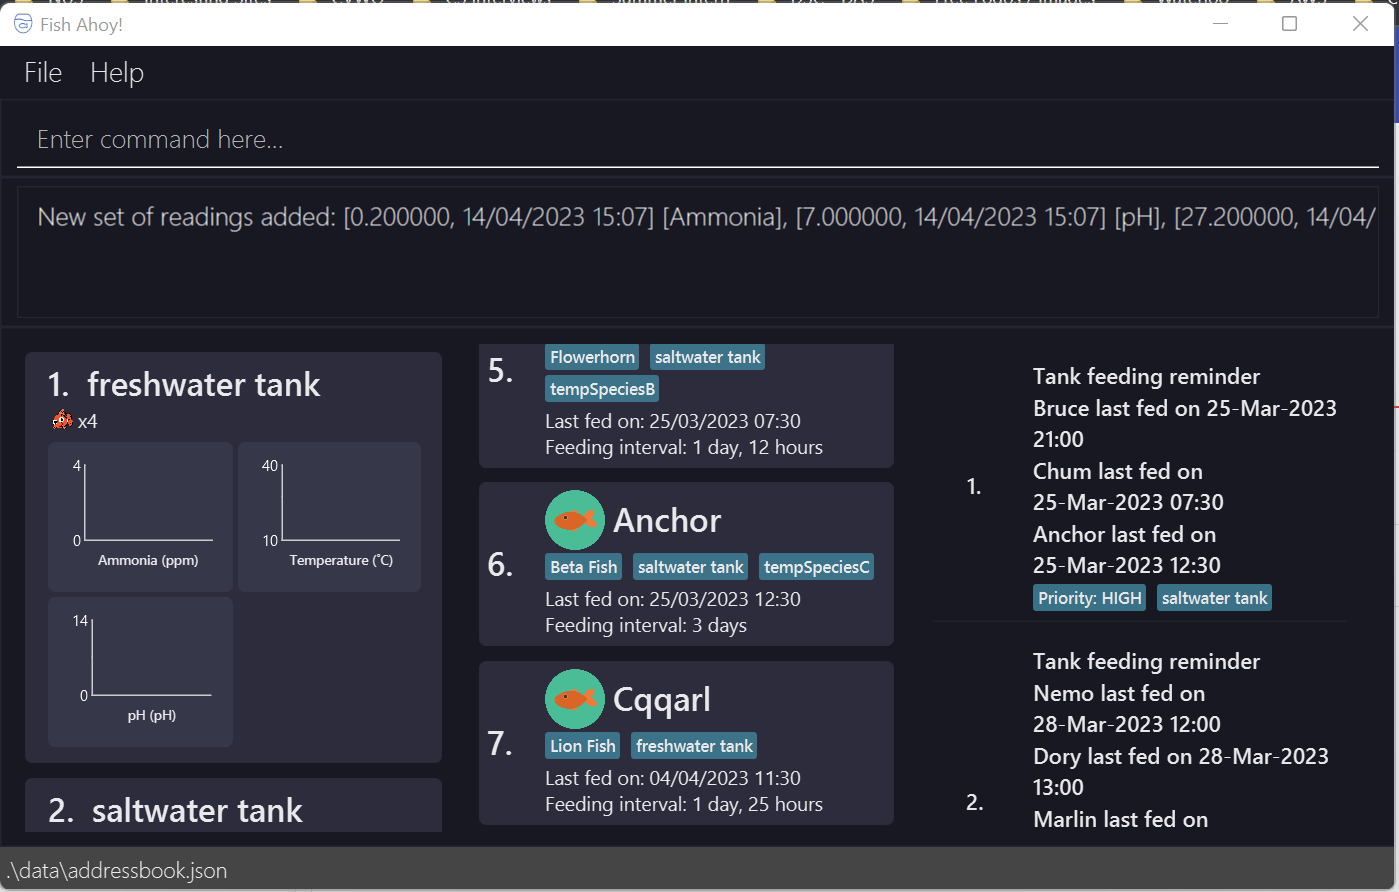 Fish Ahoy!
File Help
Enter command here...
New set of readings added: [0.200000, 14/04/2023 15:07] [Ammonia], [7.000000, 14/04/2023 15:07] [pH], [27.200000, 14/04/
1. freshwater tank
x4
4
0
Ammonia (ppm)
40
10
Temperature (˚C)
14
0
pH (pH)
2. saltwater tank
5.
Flowerhorn saltwater tank
tempSpeciesB
Last fed on: 25/03/2023 07:30
Feeding interval: 1 day, 12 hours
6.
Anchor
Beta Fish saltwater tank tempSpeciesC
Last fed on: 25/03/2023 12:30
Feeding interval: 3 days
7.
Cqqarl
Lion Fish freshwater tank
Last fed on: 04/04/2023 11:30
Feeding interval: 1 day, 25 hours
1.
Tank feeding reminder
Bruce last fed on 25-Mar-2023
21:00
Chum last fed on
25-Mar-2023 07:30
Anchor last fed on
25-Mar-2023 12:30
Priority: HIGH saltwater tank
2.
Tank feeding reminder
Nemo last fed on
28-Mar-2023 12:00
Dory last fed on 28-Mar-2023
13:00
Marlin last fed on
.\data\addressbook.json